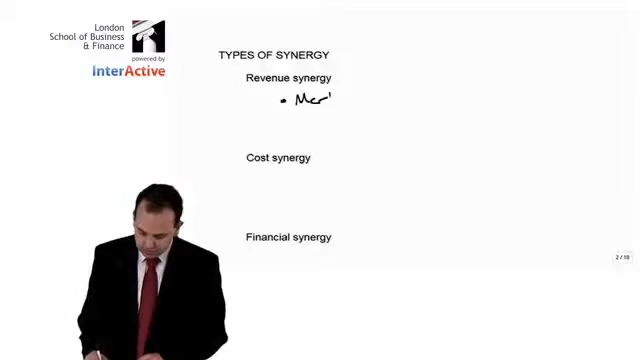 London
School of Business
& Finance
powered by
InterActive
TYPES OF SYNERGY
Revenue synergy
Cost synergy
Financial synergy
2 / 18